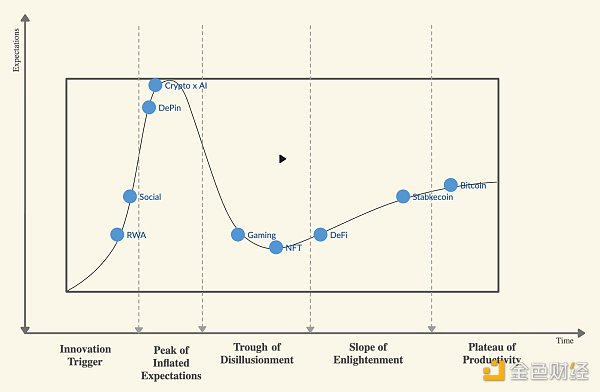 Expectations
Crypto x AI
DePin
Social
RWA
Gaming
NFT
DeFi
Stabkecoin
Bitcoin
Time
Innovation
Trigger
Peak of
Inflated
Expectations
Trough of
Disillusionment
Slope of
Enlightenment
Plateau of
Productivity
金色财经